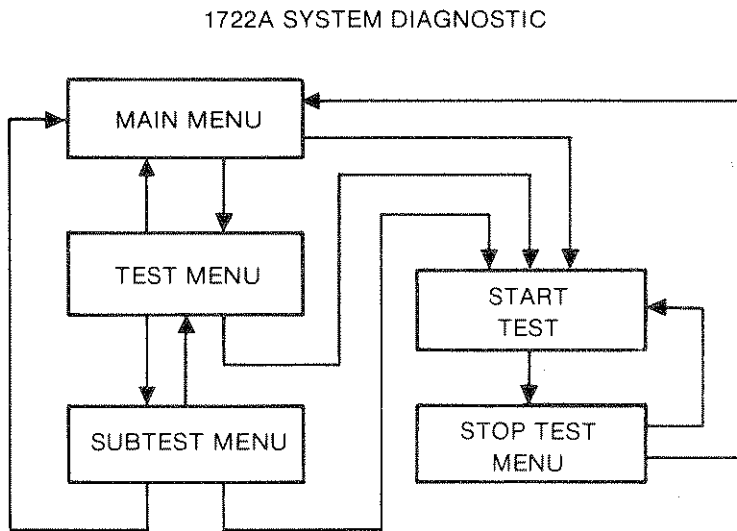 1722A SYSTEM DIAGNOSTIC
MAIN MENU
TEST MENU
SUBTEST MENU
START
TEST
STOP TEST
MENU